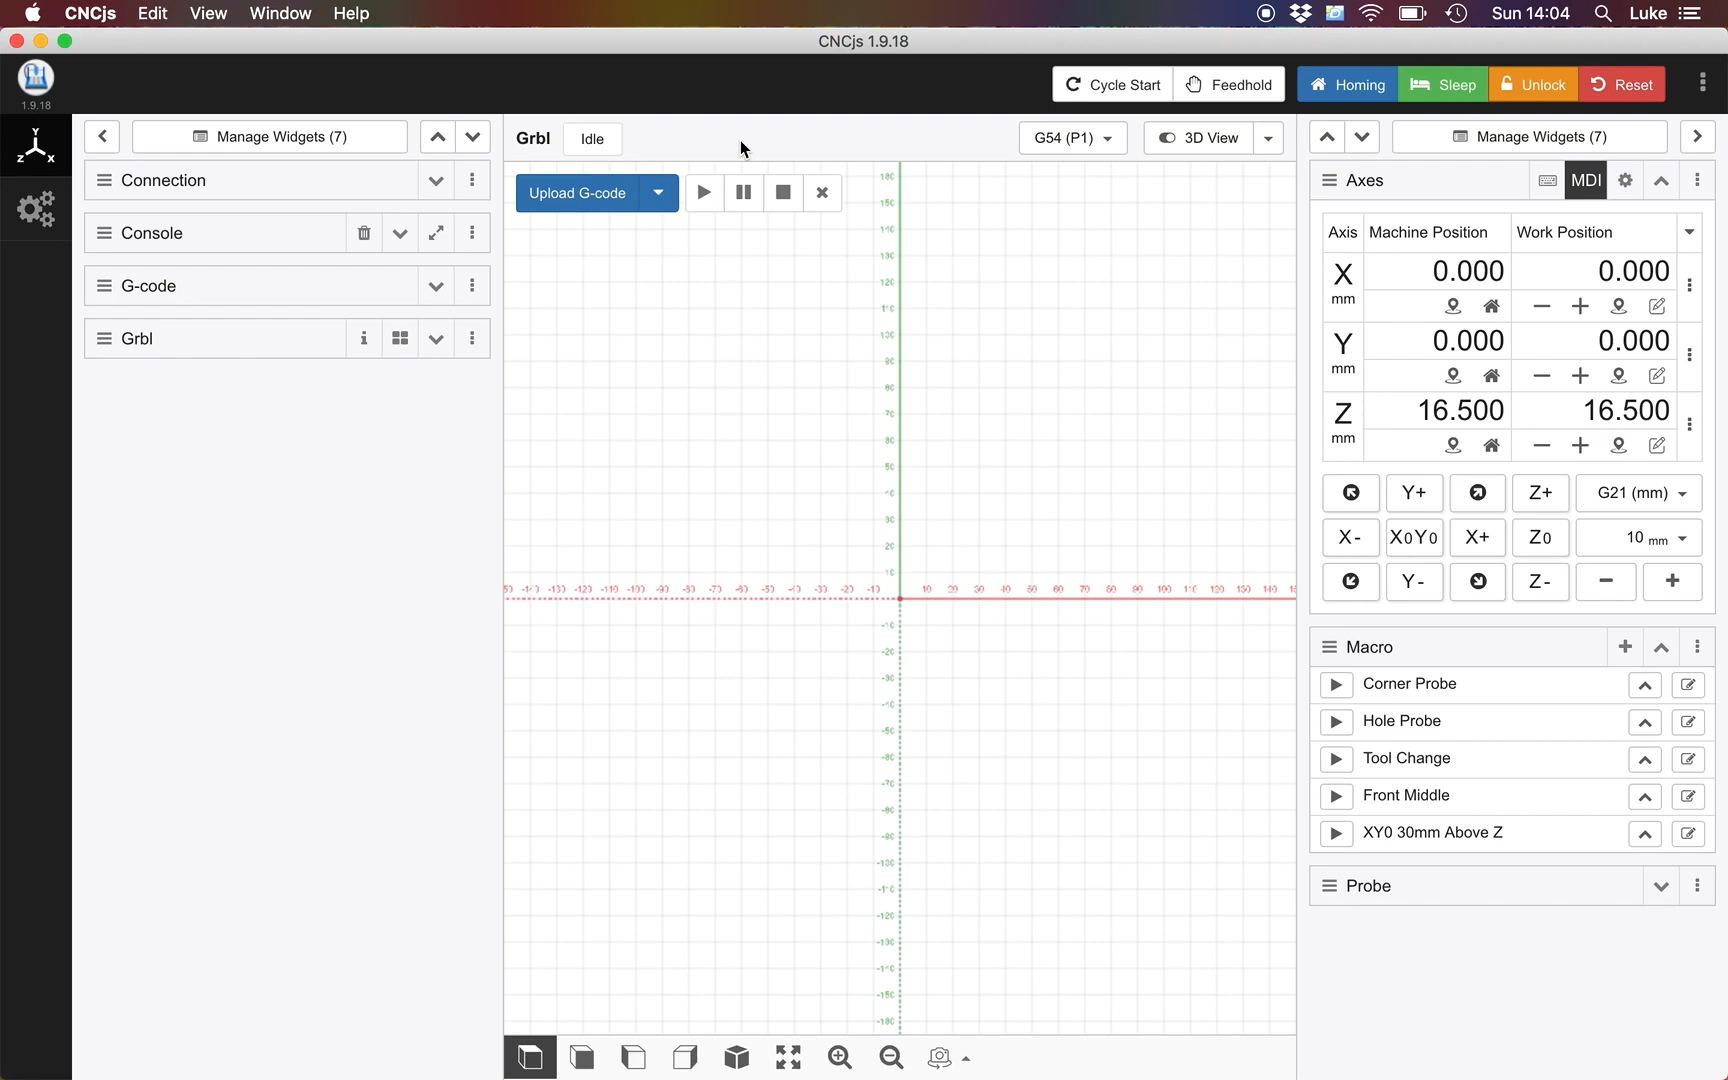 CNCjs Edit View Window Help Sun 14:04 Luke
CNCjs 1.9.18
1.9.18
Cycle Start Feedhold Homing Sleep Unlock Reset
Manage Widgets (7)
Connection
Console
G-code
Grbl
Grbl Idle G54 (P1) 3D View
Upload G-code
Manage Widgets (7)
Axes MDI
Axis Machine Position Work Position
X mm 0.000 0.000
Y mm 0.000 0.000
Z mm 16.500 16.500
Y+ Z+ G21 (mm)
X- X0Y0 X+ Z0 10 mm
Y- Z-
Macro
Corner Probe
Hole Probe
Tool Change
Front Middle
XY0 30mm Above Z
Probe